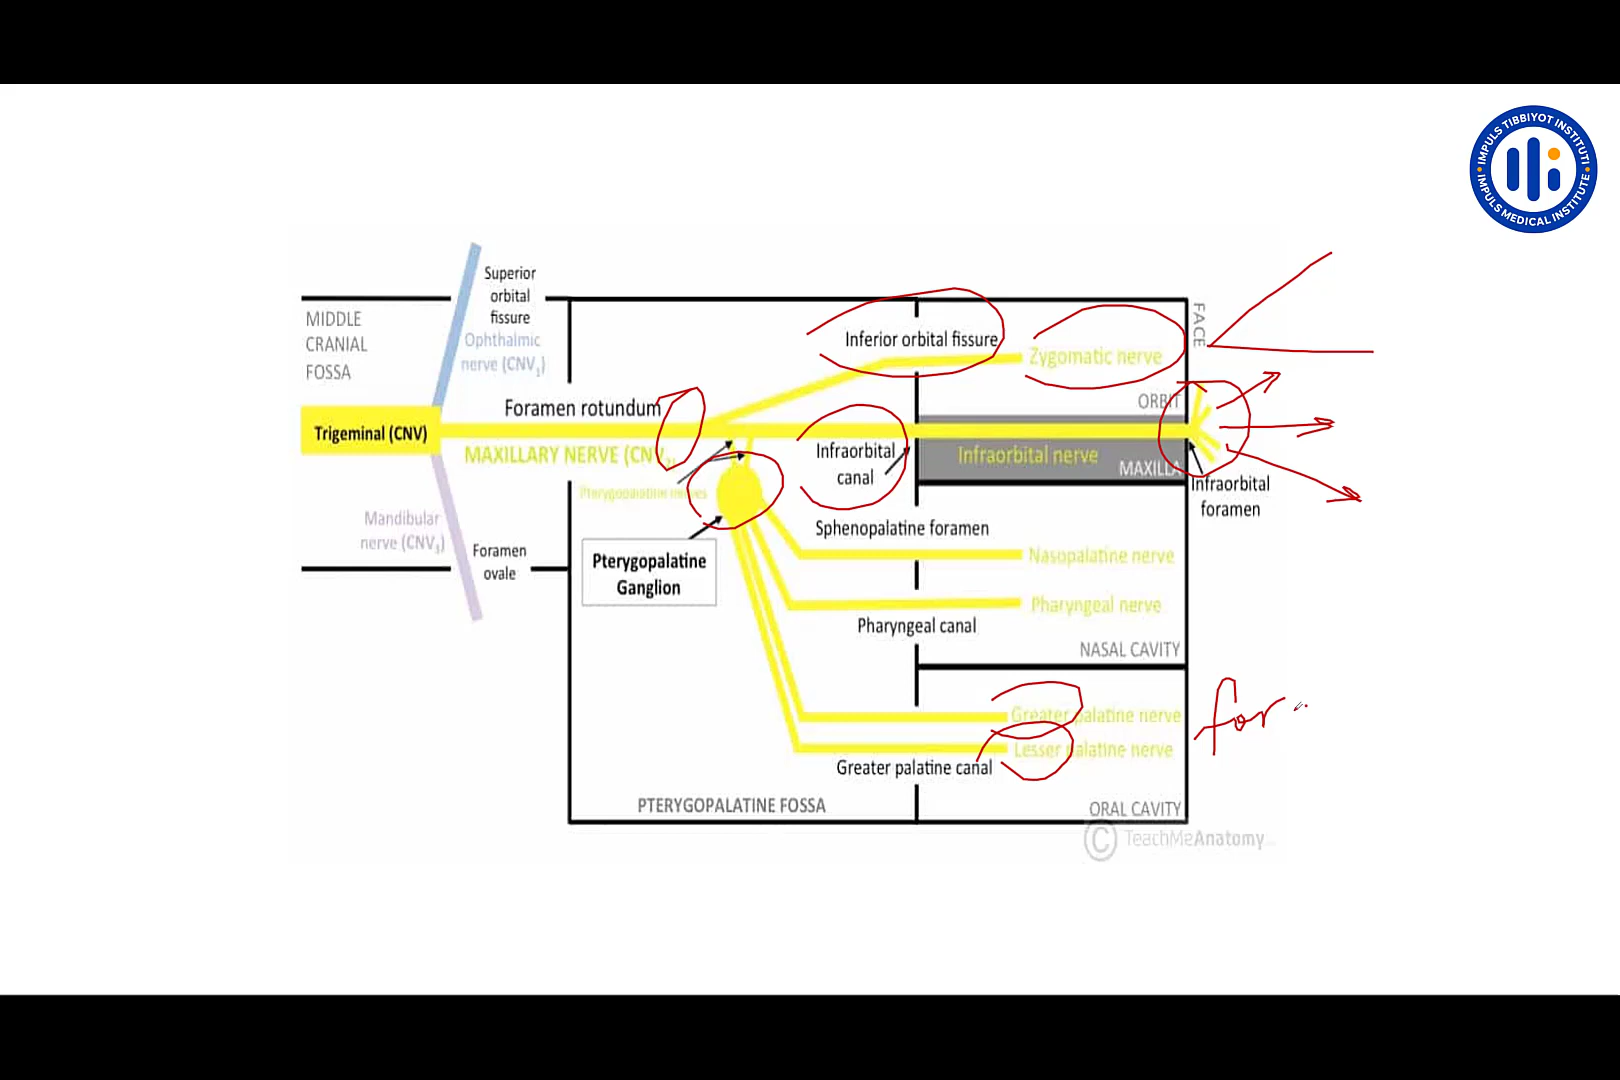 IMPULS TIBBIYOT INSTITUTI
IMPULS MEDICAL INSTITUTE
MIDDLE
CRANIAL
FOSSA
Superior
orbital
fissure
Ophthalmic
nerve (CNV1)
Trigeminal (CNV)
Mandibular
nerve (CNV3)
Foramen
ovale
Foramen rotundum
MAXILLARY NERVE (CNV
Pterygopalatine nerves
Pterygopalatine
Ganglion
PTERYGOPALATINE FOSSA
Inferior orbital fissure
Zygomatic nerve
FACE
ORBIT
Infraorbital
canal
Infraorbital nerve
MAXILLA
Infraorbital
foramen
Sphenopalatine foramen
Nasopalatine nerve
Pharyngeal nerve
Pharyngeal canal
NASAL CAVITY
Greater palatine nerve
Lesser palatine nerve
Greater palatine canal
ORAL CAVITY
for
© TeachMeAnatomy